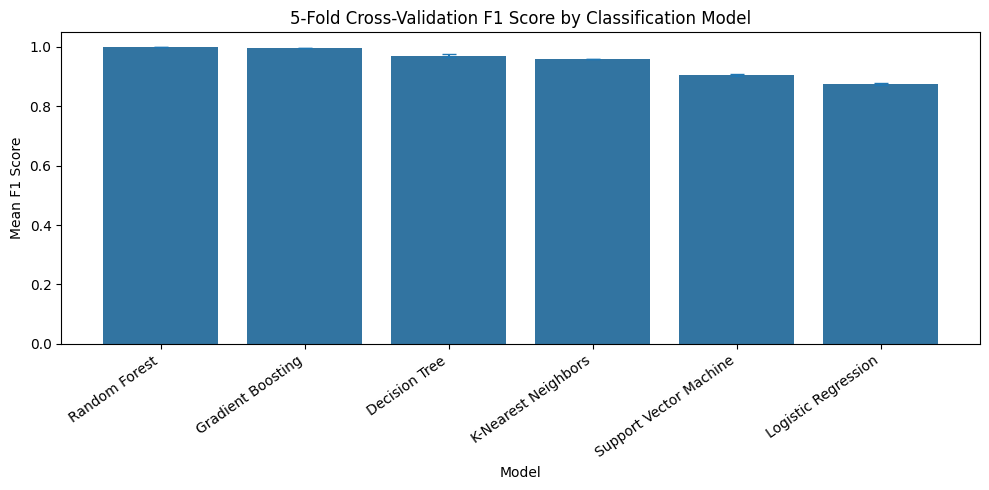 5-Fold Cross-Validation F1 Score by Classification Model
Mean F1 Score
1.0
0.8
0.6
0.4
0.2
0.0
Random Forest
Gradient Boosting
Decision Tree
K-Nearest Neighbors
Support Vector Machine
Logistic Regression
Model